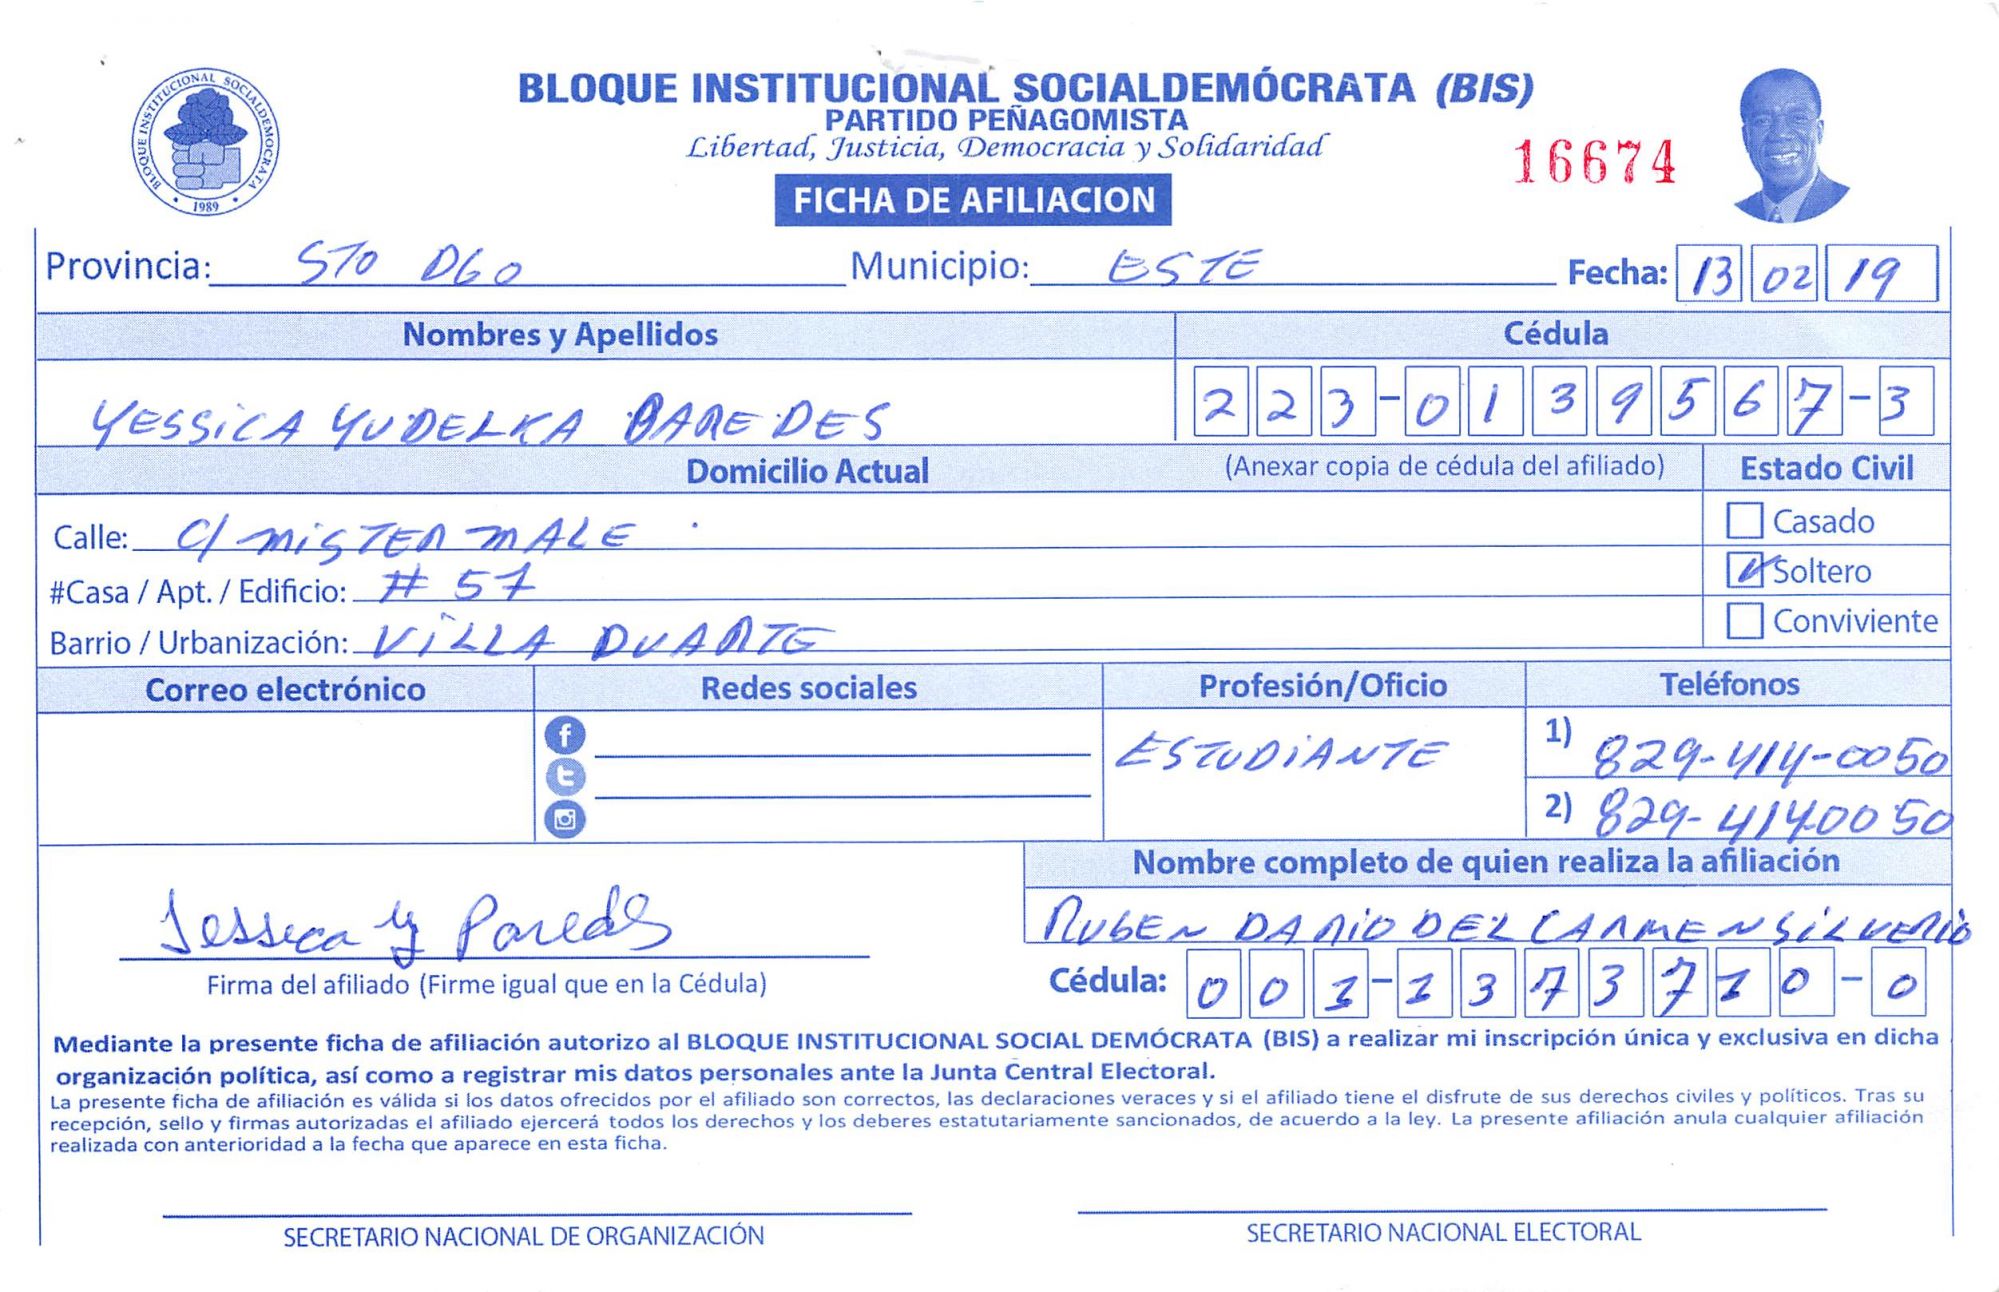 BLOQUE INSTITUCIONAL SOCIALDEMOCRATA
1989
BLOQUE INSTITUCIONAL SOCIALDEMÓCRATA (BIS)
PARTIDO PEÑAGOMISTA
Libertad, Justicia, Democracia y Solidaridad
16674
FICHA DE AFILIACION
Provincia: STO DGO Municipio: ESTE Fecha: 13 02 19
Nombres y Apellidos Cédula
YESSICA YUDELKA PAREDES 223-0139567-3
Domicilio Actual (Anexar copia de cédula del afiliado) Estado Civil
Calle: C/ MISTER MALE Casado
#Casa / Apt. / Edificio: # 57 Soltero
Barrio / Urbanización: VILLA DUARTE Conviviente
Correo electrónico Redes sociales Profesión/Oficio Teléfonos
ESTUDIANTE 1) 829-414-0050
2) 829-4140050
Nombre completo de quien realiza la afiliación
Jessica Y Paredes RUBEN DARIO DEL CARMEN SILVERIO
Firma del afiliado (Firme igual que en la Cédula) Cédula: 001-1373710-0
Mediante la presente ficha de afiliación autorizo al BLOQUE INSTITUCIONAL SOCIAL DEMÓCRATA (BIS) a realizar mi inscripción única y exclusiva en dicha
organización política, así como a registrar mis datos personales ante la Junta Central Electoral.
La presente ficha de afiliación es válida si los datos ofrecidos por el afiliado son correctos, las declaraciones veraces y si el afiliado tiene el disfrute de sus derechos civiles y políticos. Tras su
recepción, sello y firmas autorizadas el afiliado ejercerá todos los derechos y los deberes estatutariamente sancionados, de acuerdo a la ley. La presente afiliación anula cualquier afiliación
realizada con anterioridad a la fecha que aparece en esta ficha.
SECRETARIO NACIONAL DE ORGANIZACIÓN SECRETARIO NACIONAL ELECTORAL